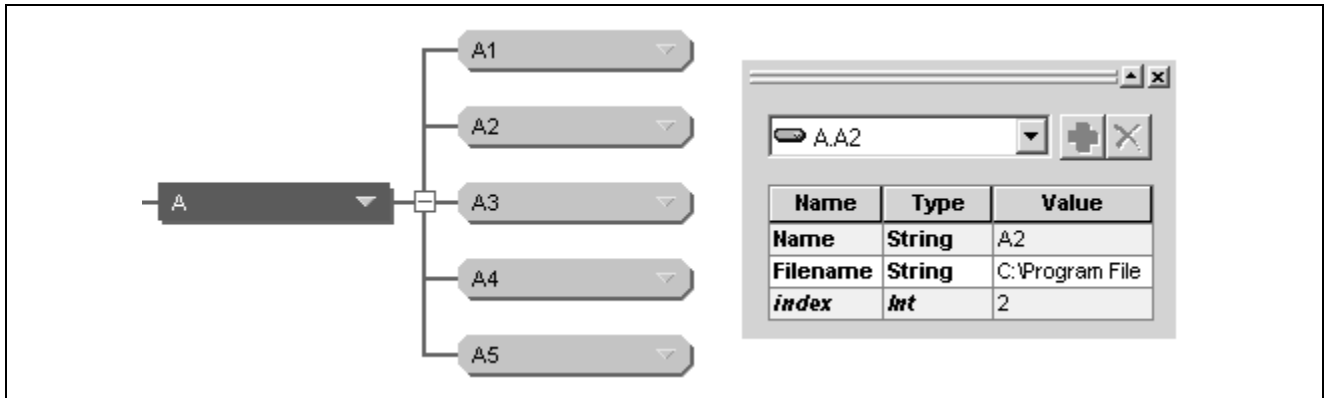 A
A1
A2
A3
A4
A5
A.A2
Name Type Value
Name String A2
Filename String C:\Program File
index Int 2